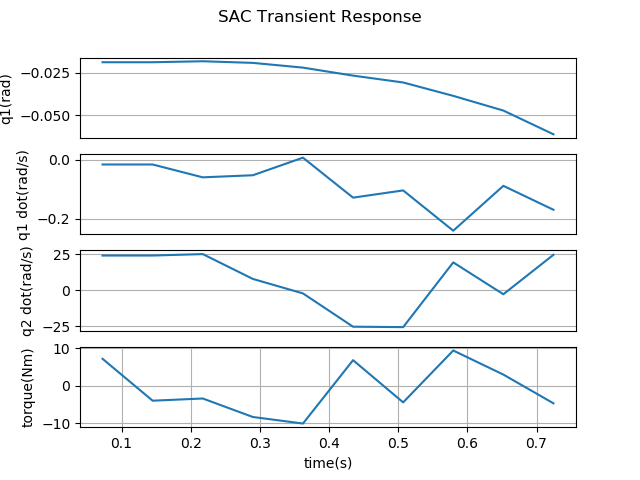 SAC Transient Response
−0.025
−0.050
q1(rad)
0.0
−0.2
q1 dot(rad/s)
25
0
−25
q2 dot(rad/s)
10
0
−10
torque(Nm)
0.1 0.2 0.3 0.4 0.5 0.6 0.7
time(s)